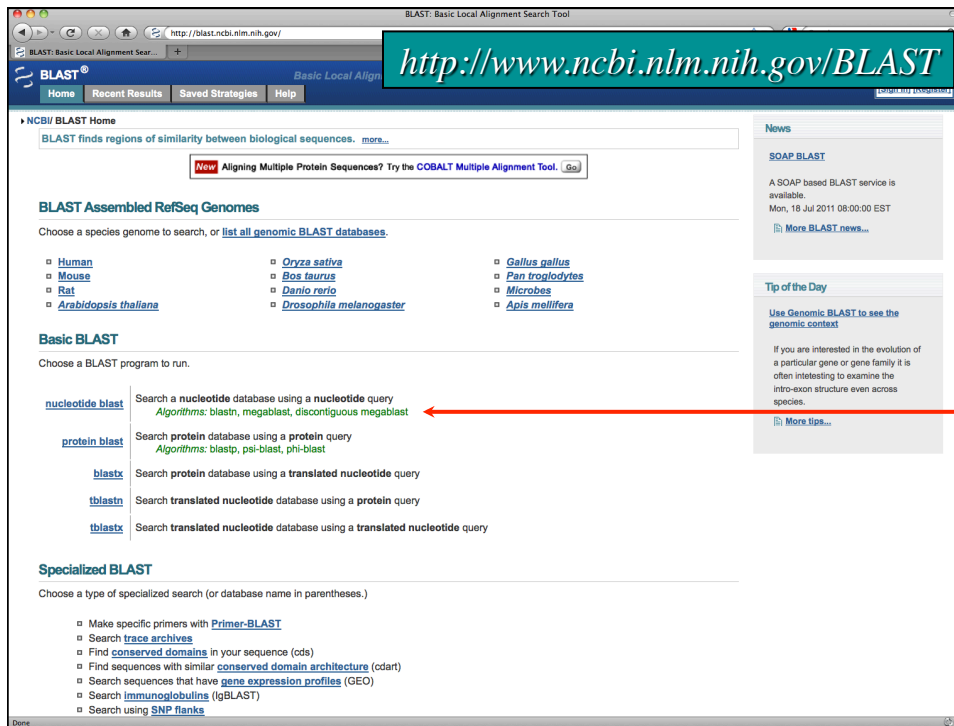 BLAST: Basic Local Alignment Search Tool
http://blast.ncbi.nlm.nih.gov/
BLAST: Basic Local Alignment Sear...
+
http://www.ncbi.nlm.nih.gov/BLAST
BLAST®
Basic Local Align
Home Recent Results Saved Strategies Help
[Sign In] [Register]
NCBI/ BLAST Home
BLAST finds regions of similarity between biological sequences. more...
New Aligning Multiple Protein Sequences? Try the COBALT Multiple Alignment Tool. Go
BLAST Assembled RefSeq Genomes
Choose a species genome to search, or list all genomic BLAST databases.
Human
Mouse
Rat
Arabidopsis thaliana
Oryza sativa
Bos taurus
Danio rerio
Drosophila melanogaster
Gallus gallus
Pan troglodytes
Microbes
Apis mellifera
Basic BLAST
Choose a BLAST program to run.
nucleotide blast Search a nucleotide database using a nucleotide query
Algorithms: blastn, megablast, discontiguous megablast
protein blast Search protein database using a protein query
Algorithms: blastp, psi-blast, phi-blast
blastx Search protein database using a translated nucleotide query
tblastn Search translated nucleotide database using a protein query
tblastx Search translated nucleotide database using a translated nucleotide query
Specialized BLAST
Choose a type of specialized search (or database name in parentheses.)
Make specific primers with Primer-BLAST
Search trace archives
Find conserved domains in your sequence (cds)
Find sequences with similar conserved domain architecture (cdart)
Search sequences that have gene expression profiles (GEO)
Search immunoglobulins (IgBLAST)
Search using SNP flanks
News
SOAP BLAST
A SOAP based BLAST service is
available.
Mon, 18 Jul 2011 08:00:00 EST
More BLAST news...
Tip of the Day
Use Genomic BLAST to see the
genomic context
If you are interested in the evolution of
a particular gene or gene family it is
often intetesting to examine the
intro-exon structure even across
species.
More tips...
Done